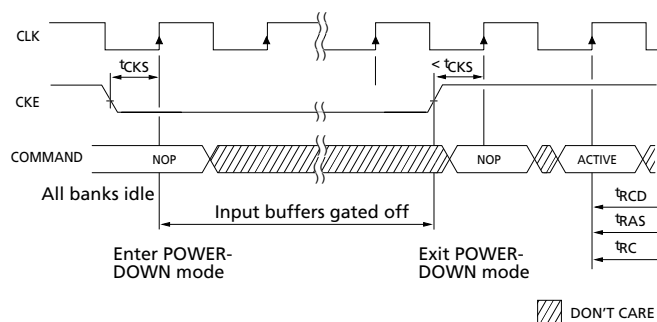 CLK
tCKS
< tCKS
CKE
COMMAND
NOP
NOP
ACTIVE
All banks idle
Input buffers gated off
tRCD
tRAS
tRC
Enter POWER-
DOWN mode
Exit POWER-
DOWN mode
DON'T CARE